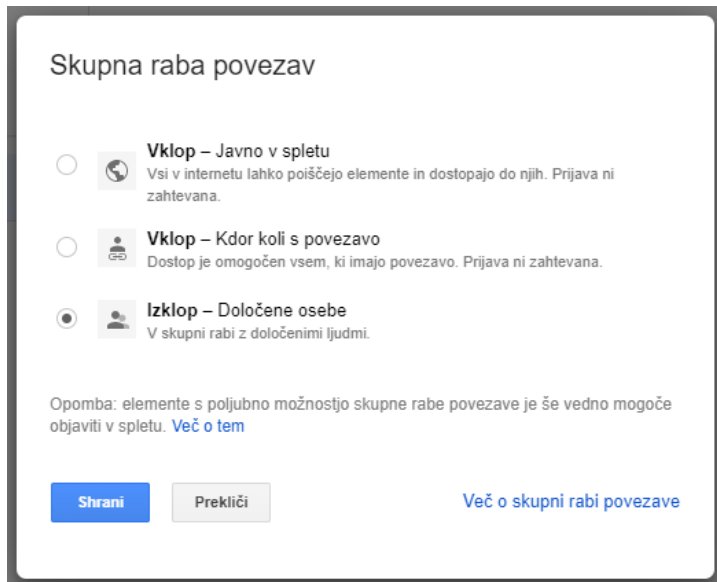 Skupna raba povezav
Vklop – Javno v spletu
Vsi v internetu lahko poiščejo elemente in dostopajo do njih. Prijava ni
zahtevana.
Vklop – Kdor koli s povezavo
Dostop je omogočen vsem, ki imajo povezavo. Prijava ni zahtevana.
Izklop – Določene osebe
V skupni rabi z določenimi ljudmi.
Opomba: elemente s poljubno možnostjo skupne rabe povezave je še vedno mogoče
objaviti v spletu. Več o tem
Shrani Prekliči Več o skupni rabi povezave